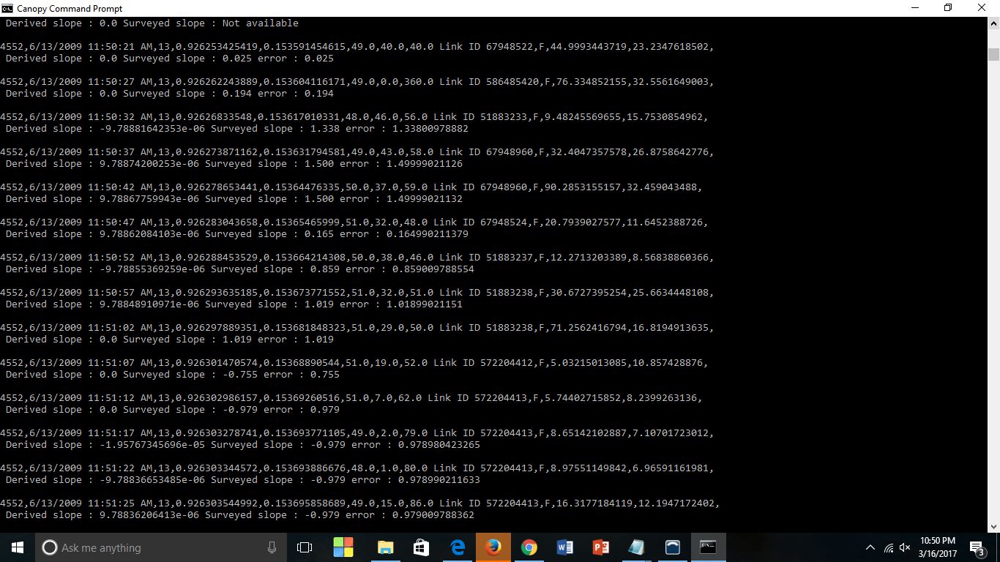 Canopy Command Prompt
Derived slope : 0.0 Surveyed slope : Not available
4552,6/13/2009 11:50:21 AM,13,0.926253425419,0.153591454615,49.0,40.0,40.0 Link ID 67948522,F,44.9993443719,23.2347618502,
Derived slope : 0.0 Surveyed slope : 0.025 error : 0.025
4552,6/13/2009 11:50:27 AM,13,0.926262243889,0.153604116171,49.0,0.0,360.0 Link ID 586485420,F,76.334852155,32.5561649003,
Derived slope : 0.0 Surveyed slope : 0.194 error : 0.194
4552,6/13/2009 11:50:32 AM,13,0.92626833548,0.153617010331,48.0,46.0,56.0 Link ID 51883233,F,9.48245569655,15.7530854962,
Derived slope : -9.78881642353e-06 Surveyed slope : 1.338 error : 1.33800978882
4552,6/13/2009 11:50:37 AM,13,0.926273871162,0.153631794581,49.0,43.0,58.0 Link ID 67948960,F,32.4047357578,26.8758642776,
Derived slope : 9.78874200253e-06 Surveyed slope : 1.500 error : 1.49999021126
4552,6/13/2009 11:50:42 AM,13,0.926278653441,0.15364476335,50.0,37.0,59.0 Link ID 67948960,F,90.2853155157,32.459043488,
Derived slope : 9.78867759943e-06 Surveyed slope : 1.500 error : 1.49999021132
4552,6/13/2009 11:50:47 AM,13,0.926283043658,0.15365465999,51.0,32.0,48.0 Link ID 67948524,F,20.7939027577,11.6452388726,
Derived slope : 9.78862084103e-06 Surveyed slope : 0.165 error : 0.164990211379
4552,6/13/2009 11:50:52 AM,13,0.926288453529,0.153664214308,50.0,38.0,46.0 Link ID 51883237,F,12.2713203389,8.56838860366,
Derived slope : -9.78855369259e-06 Surveyed slope : 0.859 error : 0.859009788554
4552,6/13/2009 11:50:57 AM,13,0.926293635185,0.153673771552,51.0,32.0,51.0 Link ID 51883238,F,30.6727395254,25.6634448108,
Derived slope : 9.78848910971e-06 Surveyed slope : 1.019 error : 1.01899021151
4552,6/13/2009 11:51:02 AM,13,0.926297889351,0.153681848323,51.0,29.0,50.0 Link ID 51883238,F,71.2562416794,16.8194913635,
Derived slope : 0.0 Surveyed slope : 1.019 error : 1.019
4552,6/13/2009 11:51:07 AM,13,0.926301470574,0.15368890544,51.0,19.0,52.0 Link ID 572204412,F,5.03215013085,10.857428876,
Derived slope : 0.0 Surveyed slope : -0.755 error : 0.755
4552,6/13/2009 11:51:12 AM,13,0.926302986157,0.15369260516,51.0,7.0,62.0 Link ID 572204413,F,5.74402715852,8.2399263136,
Derived slope : 0.0 Surveyed slope : -0.979 error : 0.979
4552,6/13/2009 11:51:17 AM,13,0.926303278741,0.153693771105,49.0,2.0,79.0 Link ID 572204413,F,8.65142102887,7.10701723012,
Derived slope : -1.95767345696e-05 Surveyed slope : -0.979 error : 0.978980423265
4552,6/13/2009 11:51:22 AM,13,0.926303344572,0.153693886676,48.0,1.0,80.0 Link ID 572204413,F,8.97551149842,6.96591161981,
Derived slope : -9.78836653485e-06 Surveyed slope : -0.979 error : 0.978990211633
4552,6/13/2009 11:51:25 AM,13,0.926303544992,0.153695858689,49.0,15.0,86.0 Link ID 572204413,F,16.3177184119,12.1947172402,
Derived slope : 9.78836206413e-06 Surveyed slope : -0.979 error : 0.979009788362
Ask me anything
10:50 PM
3/16/2017
3